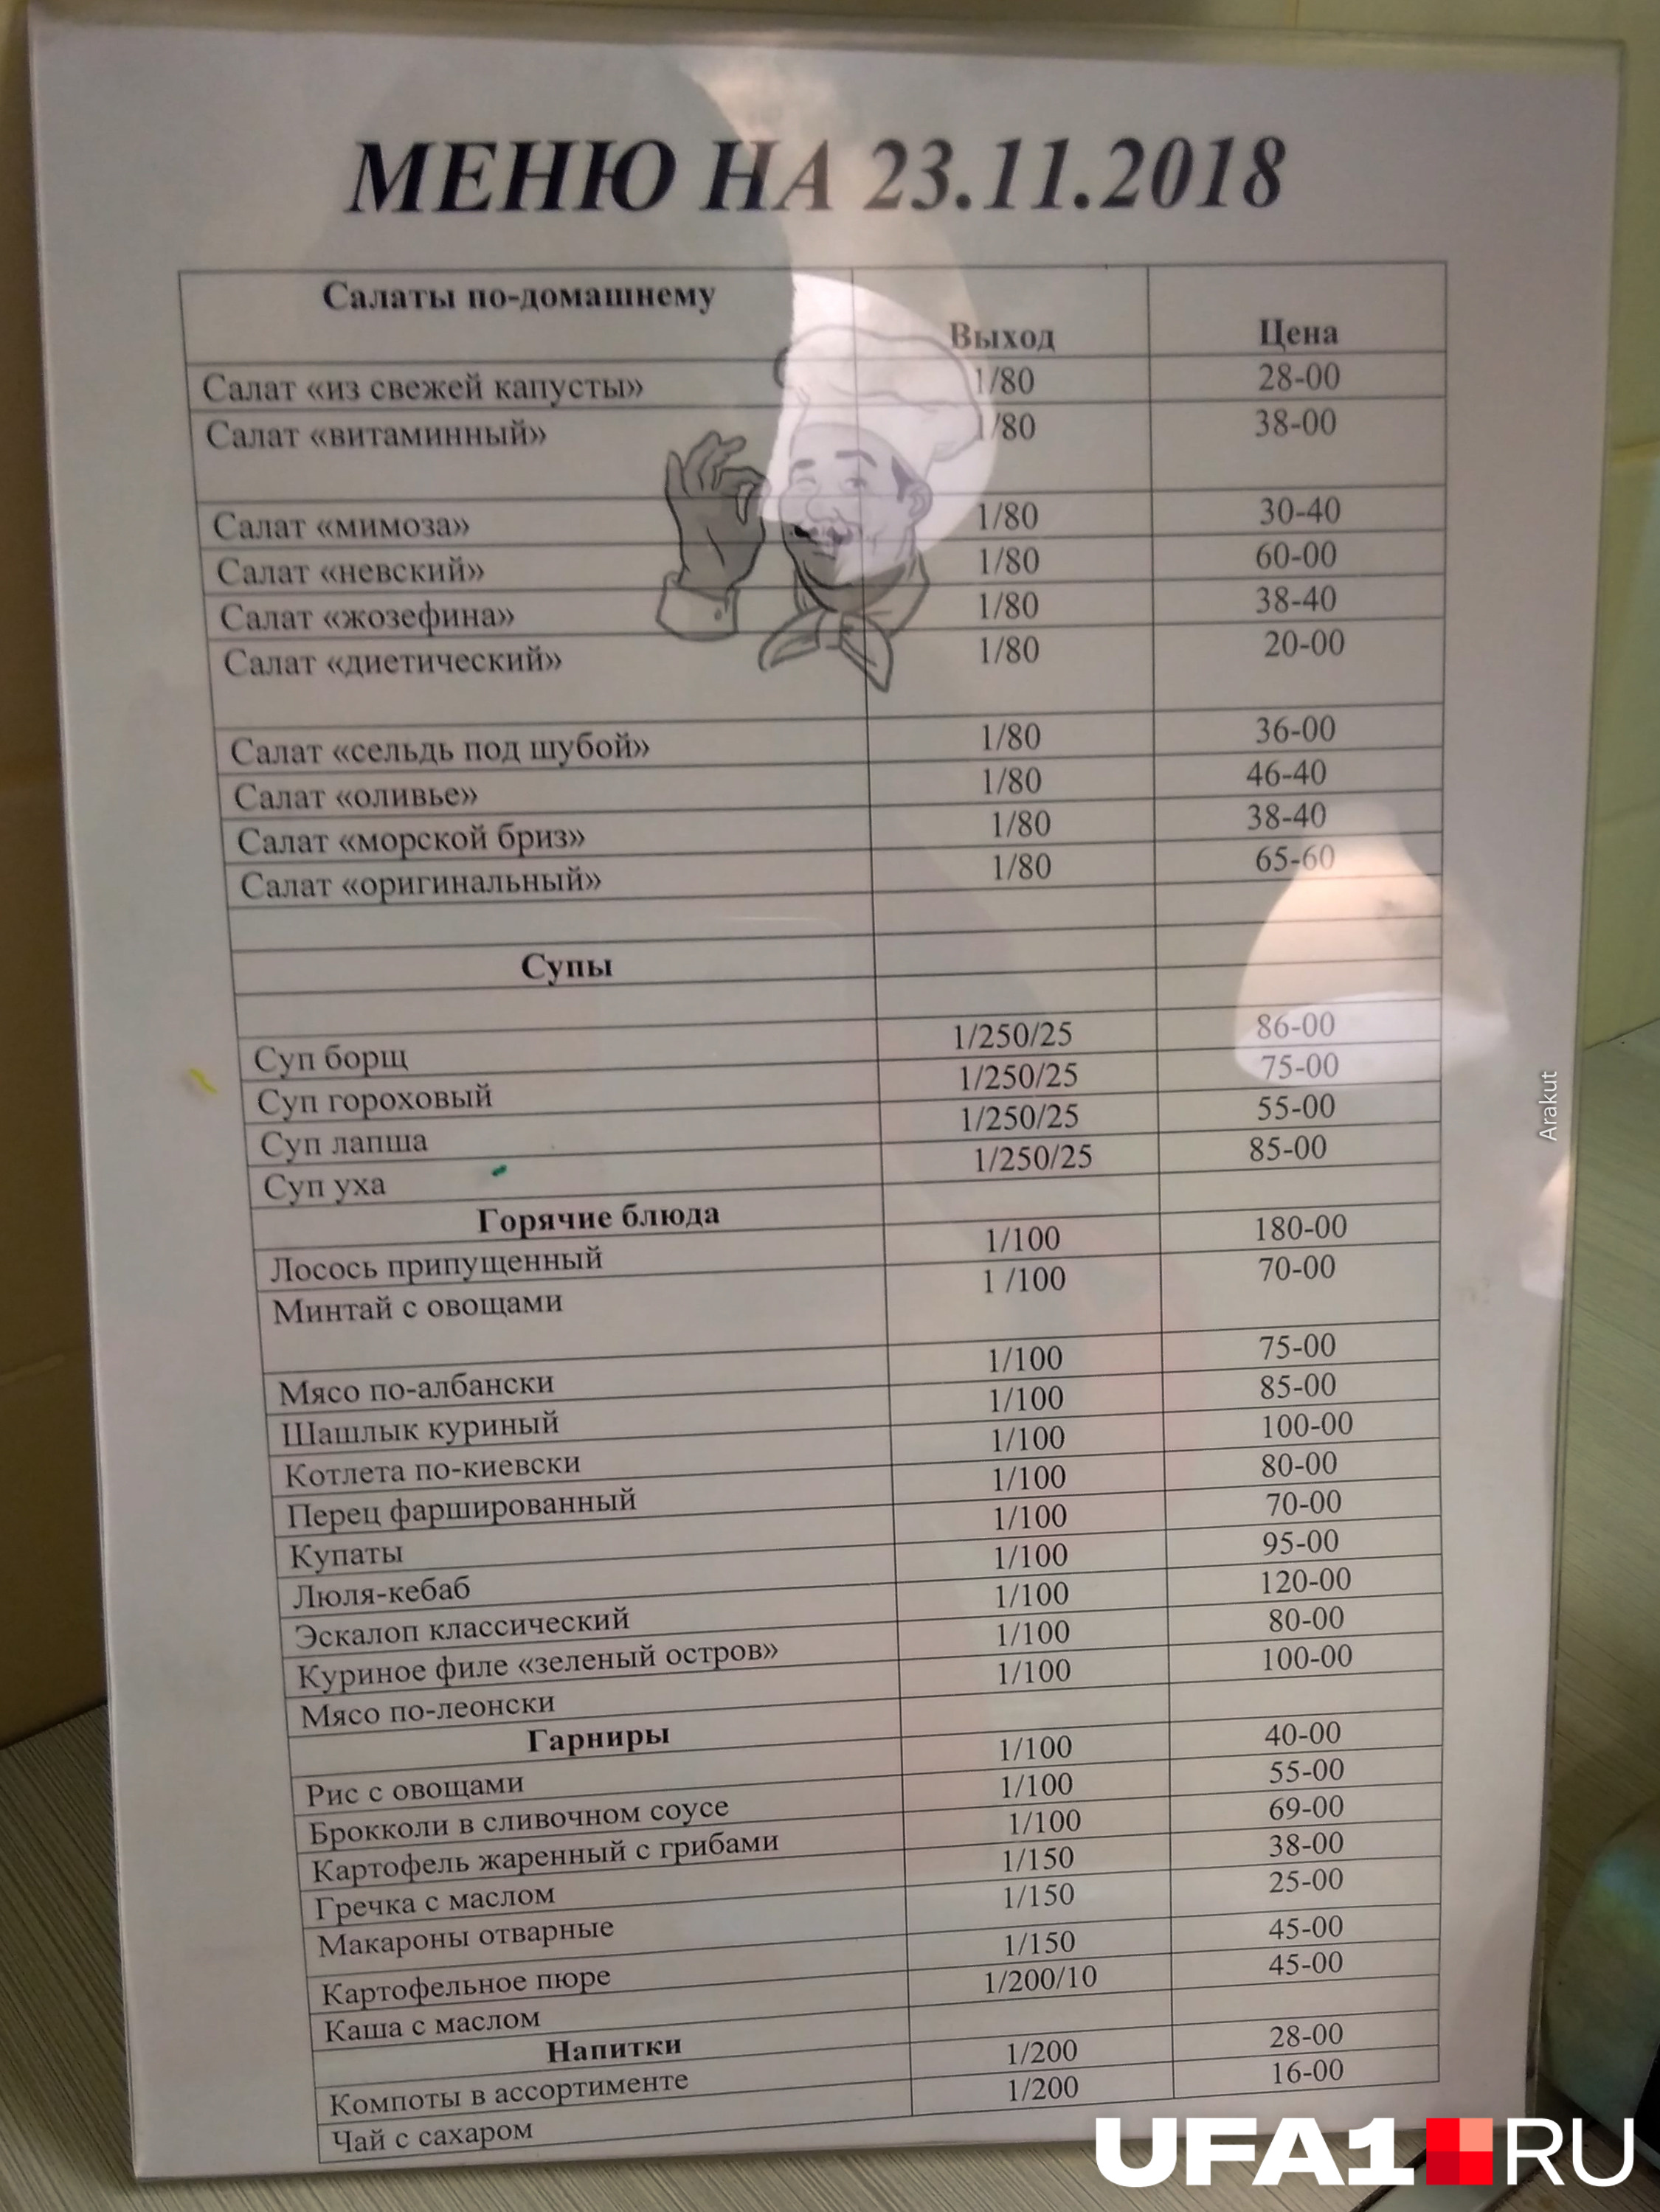 МЕНЮ НА 23.11.2018
Салаты по-домашнему Выход Цена
Салат «из свежей капусты» 1/80 28-00
Салат «витаминный» 1/80 38-00
Салат «мимоза» 1/80 30-40
Салат «невский» 1/80 60-00
Салат «жозефина» 1/80 38-40
Салат «диетический» 1/80 20-00
Салат «сельдь под шубой» 1/80 36-00
Салат «оливье» 1/80 46-40
Салат «морской бриз» 1/80 38-40
Салат «оригинальный» 1/80 65-60
Супы
Суп борщ 1/250/25 86-00
Суп гороховый 1/250/25 75-00
Суп лапша 1/250/25 55-00
Суп уха 1/250/25 85-00
Горячие блюда
Лосось припущенный 1/100 180-00
Минтай с овощами 1 /100 70-00
Мясо по-албански 1/100 75-00
Шашлык куриный 1/100 85-00
Котлета по-киевски 1/100 100-00
Перец фаршированный 1/100 80-00
Купаты 1/100 70-00
Люля-кебаб 1/100 95-00
Эскалоп классический 1/100 120-00
Куриное филе «зеленый остров» 1/100 80-00
Мясо по-леонски 1/100 100-00
Гарниры
Рис с овощами 1/100 40-00
Брокколи в сливочном соусе 1/100 55-00
Картофель жаренный с грибами 1/100 69-00
Гречка с маслом 1/150 38-00
Макароны отварные 1/150 25-00
Картофельное пюре 1/150 45-00
Каша с маслом 1/200/10 45-00
Напитки
Компоты в ассортименте 1/200 28-00
Чай с сахаром 1/200 16-00
Arakut
UFA1 RU